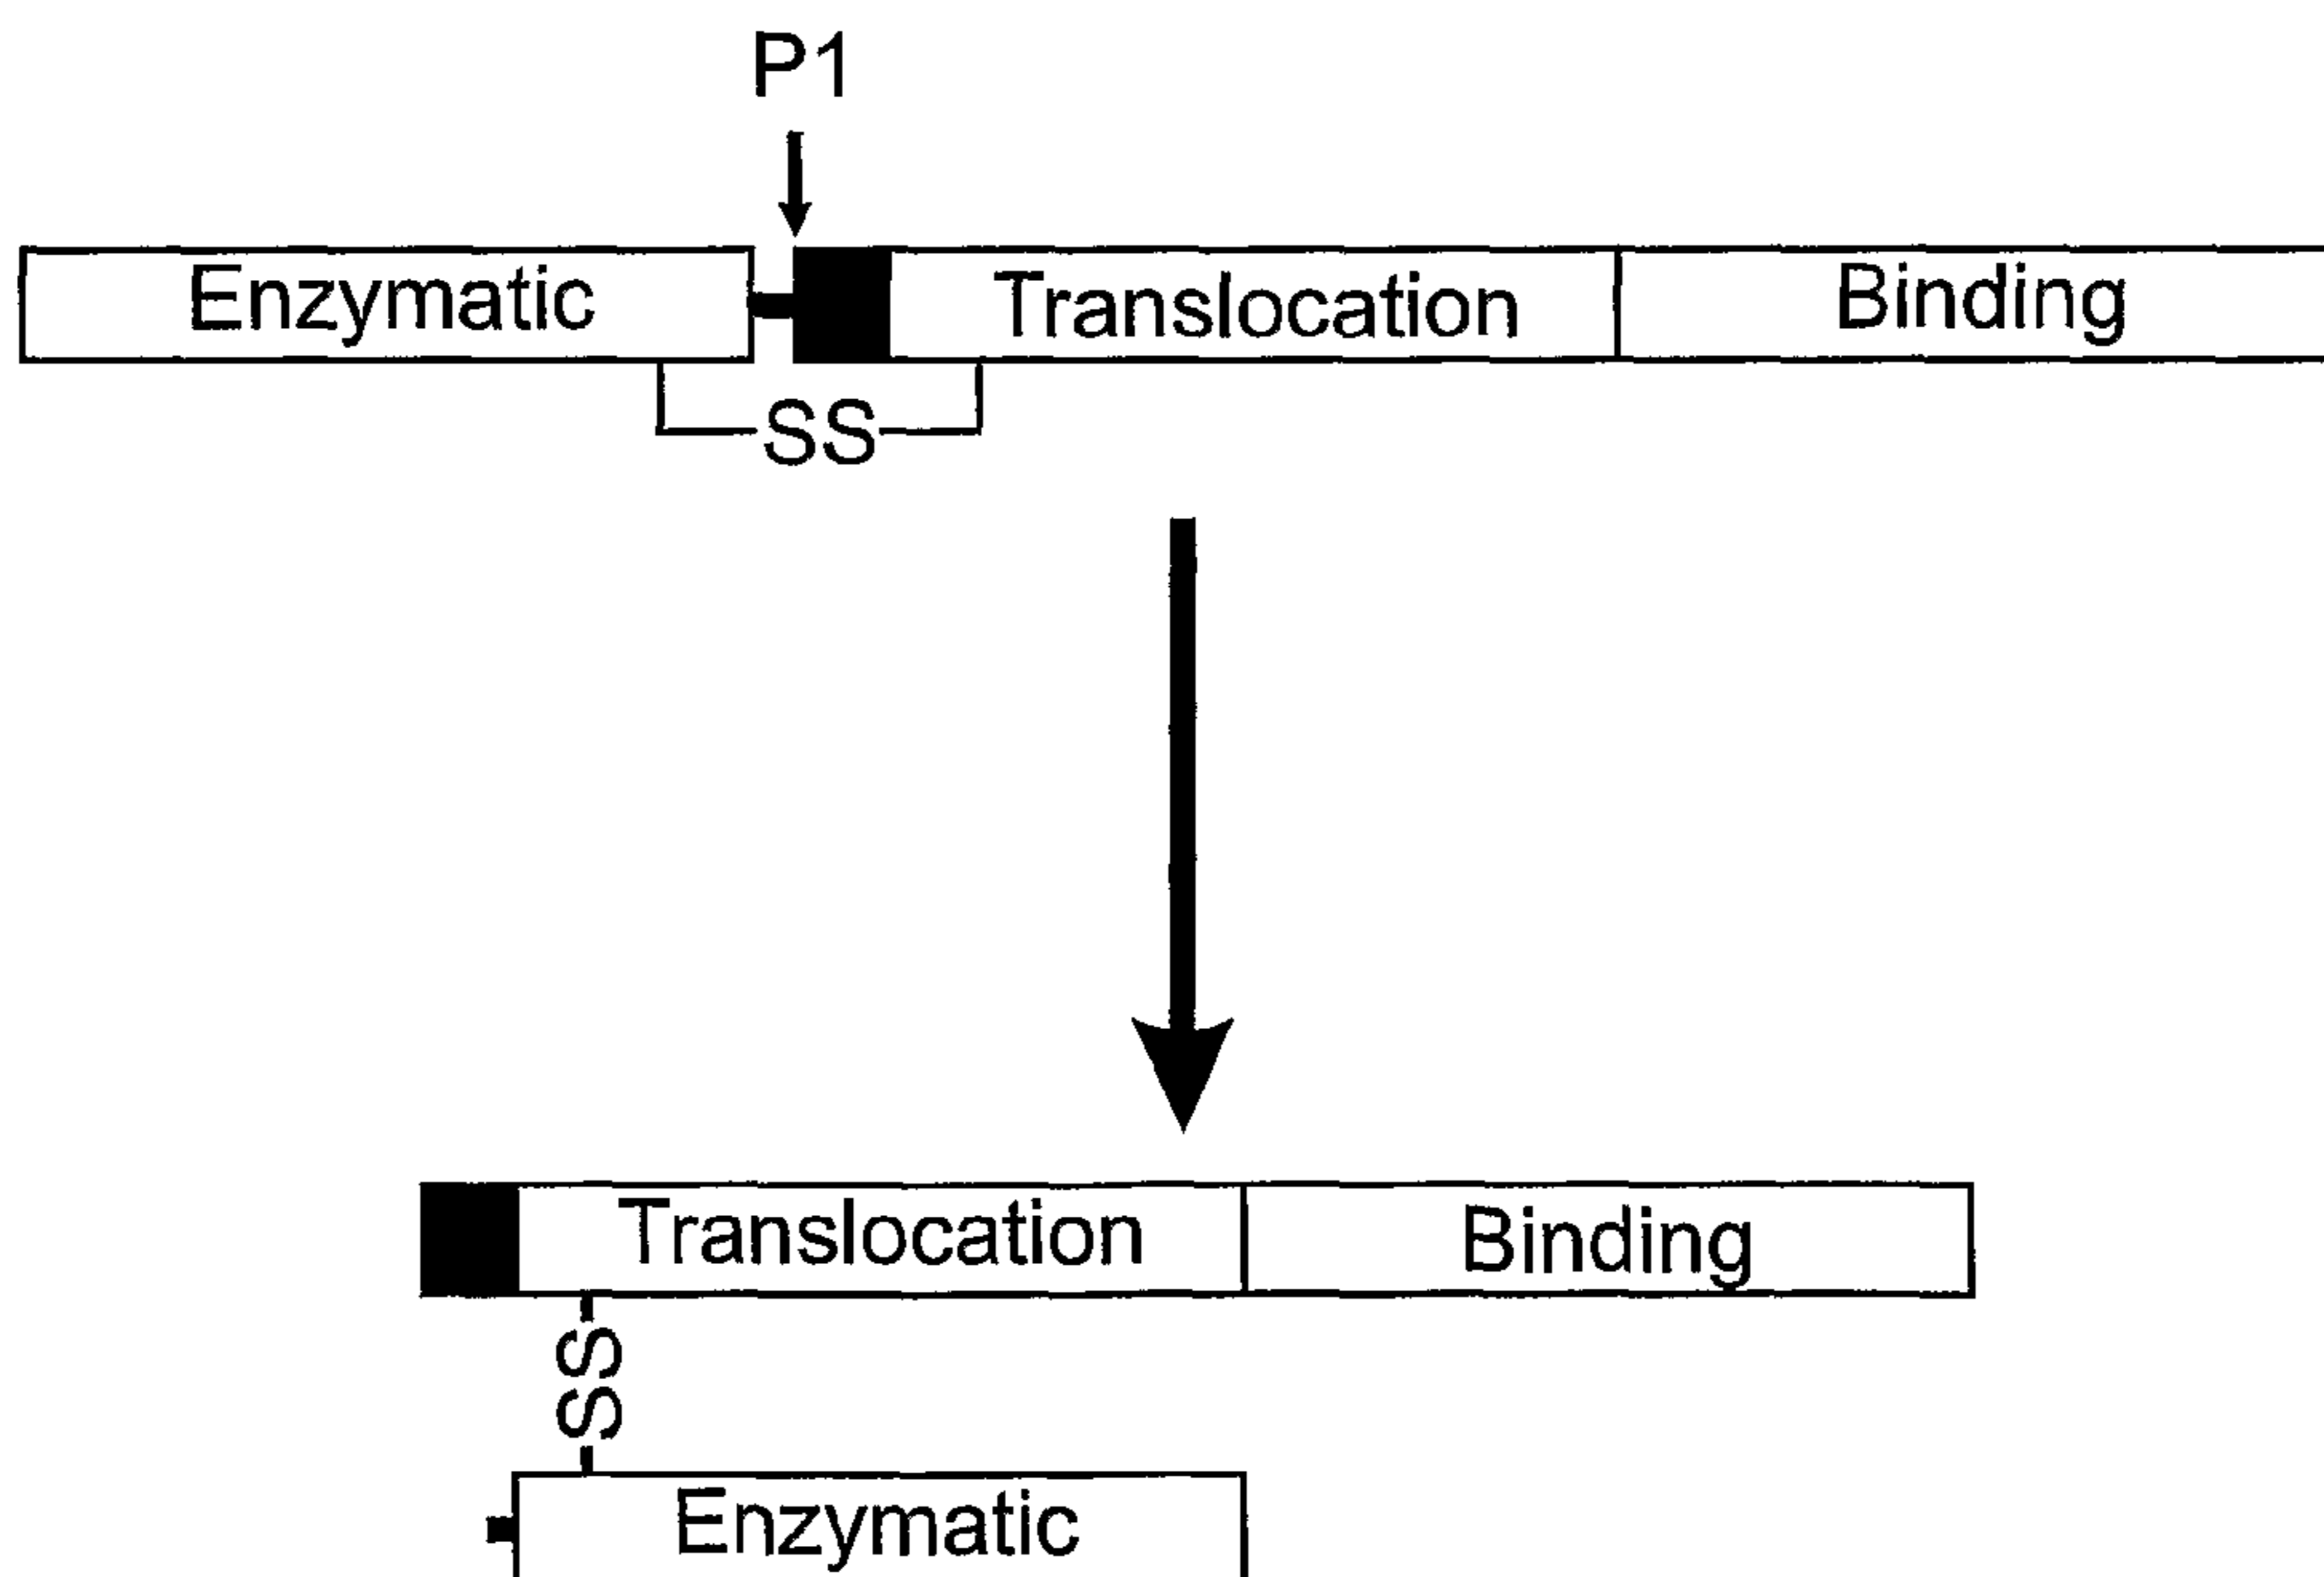 P1
Enzymatic Translocation Binding
SS
Translocation Binding
SS
Enzymatic